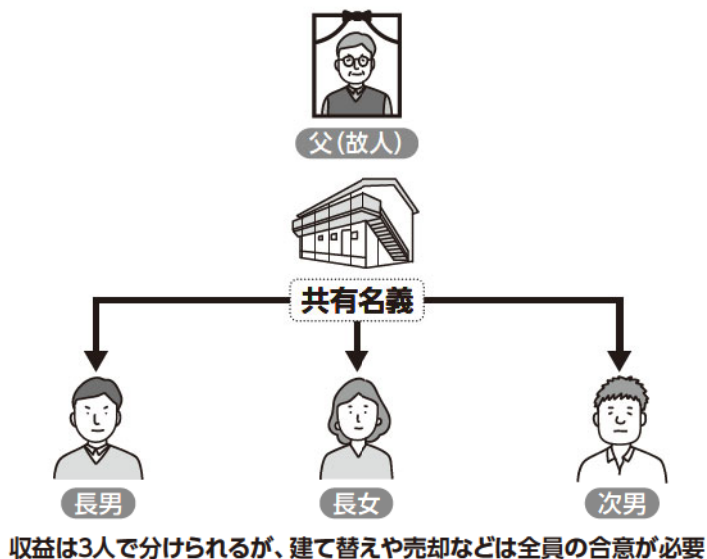 父(故人)
共有名義
長男
長女
次男
収益は3人で分けられるが、建て替えや売却などは全員の合意が必要